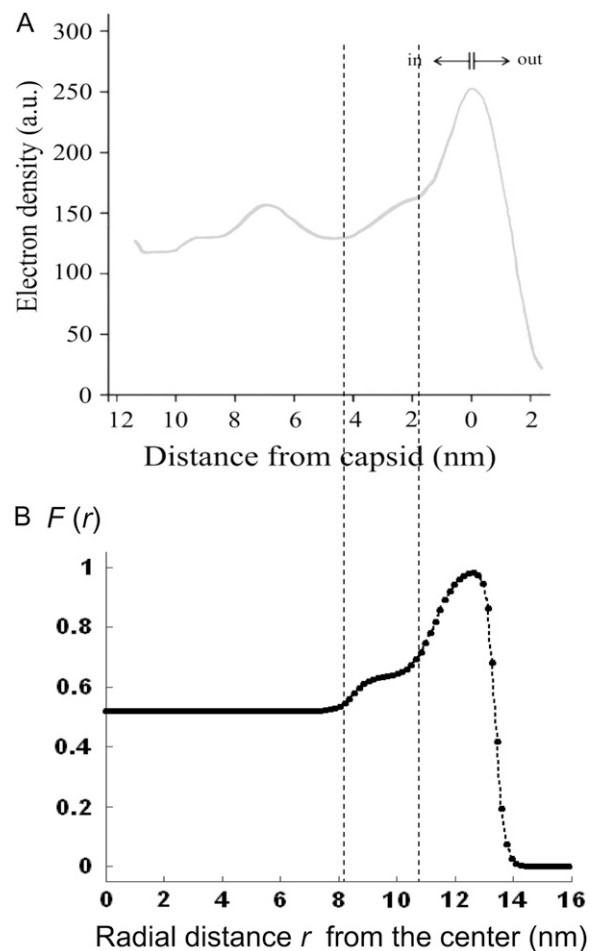 A
300
in out
250
200
150
100
50
0
Electron density (a.u.)
12 10 8 6 4 2 0 2
Distance from capsid (nm)
B F (r)
1
0.8
0.6
0.4
0.2
0
0 2 4 6 8 10 12 14 16
Radial distance r from the center (nm)